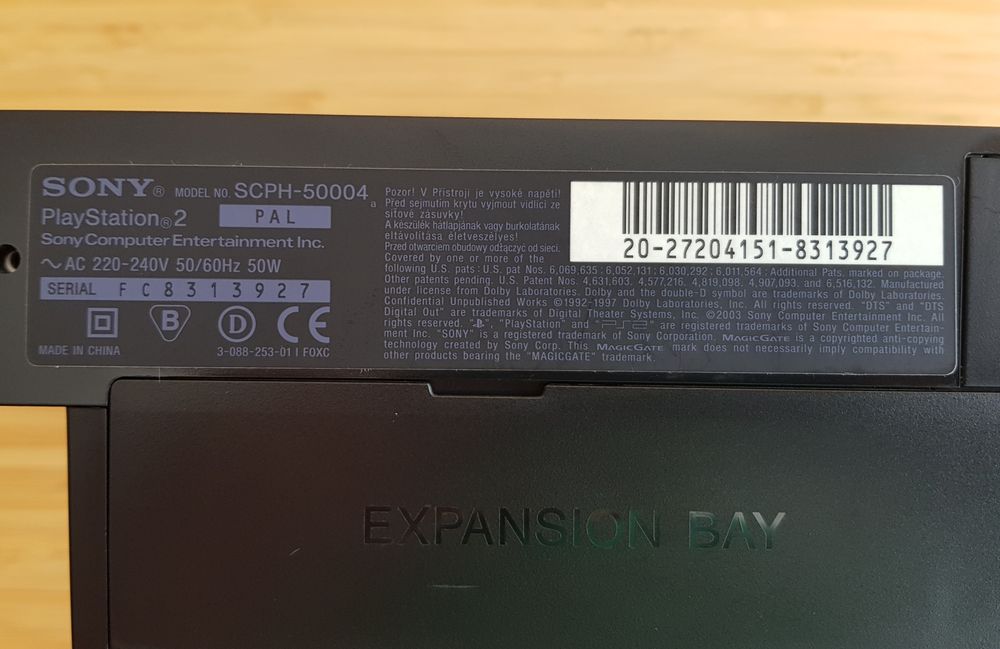 SONY® MODEL NO. SCPH-50004 a
PlayStation®2 PAL
Sony Computer Entertainment Inc.
～AC 220-240V 50/60Hz 50W
SERIAL FC8313927
B D CE
MADE IN CHINA 3-088-253-01 I FOXC
Pozor! V Přístroji je vysoké napětí!
Před sejmutím krytu vyjmout vidlici ze
síťové zásuvky!
A készülék hatlapjának vagy burkolatának
eltávolítása életveszélyes!
Przed otwarciem obudowy odłączyć od sieci.
Covered by one or more of the
following U.S. pats : U.S. pat Nos. 6,069,635 ; 6,052,131 ; 6,030,292 ; 6,011,564 : Additional Pats. marked on package.
Other patents pending. U.S. Patent Nos. 4,631,603, 4,577,216, 4,819,098, 4,907,093, and 6,516,132. Manufactured
under license from Dolby Laboratories. Dolby and the double-D symbol are trademarks of Dolby Laboratories.
Confidential Unpublished Works ©1992-1997 Dolby Laboratories, Inc. All rights reserved. "DTS" and "DTS
Digital Out" are trademarks of Digital Theater Systems, Inc. ©2003 Sony Computer Entertainment Inc. All
rights reserved. "PS", "PlayStation" and "PS2" are registered trademarks of Sony Computer Entertain-
ment Inc. "SONY" is a registered trademark of Sony Corp. MAGICGATE is a copyrighted anti-copying
technology created by Sony Corp. This MAGICGATE mark does not necessarily imply compatibility with
other products bearing the "MAGICGATE" trademark.
20-27204151-8313927
EXPANSION BAY